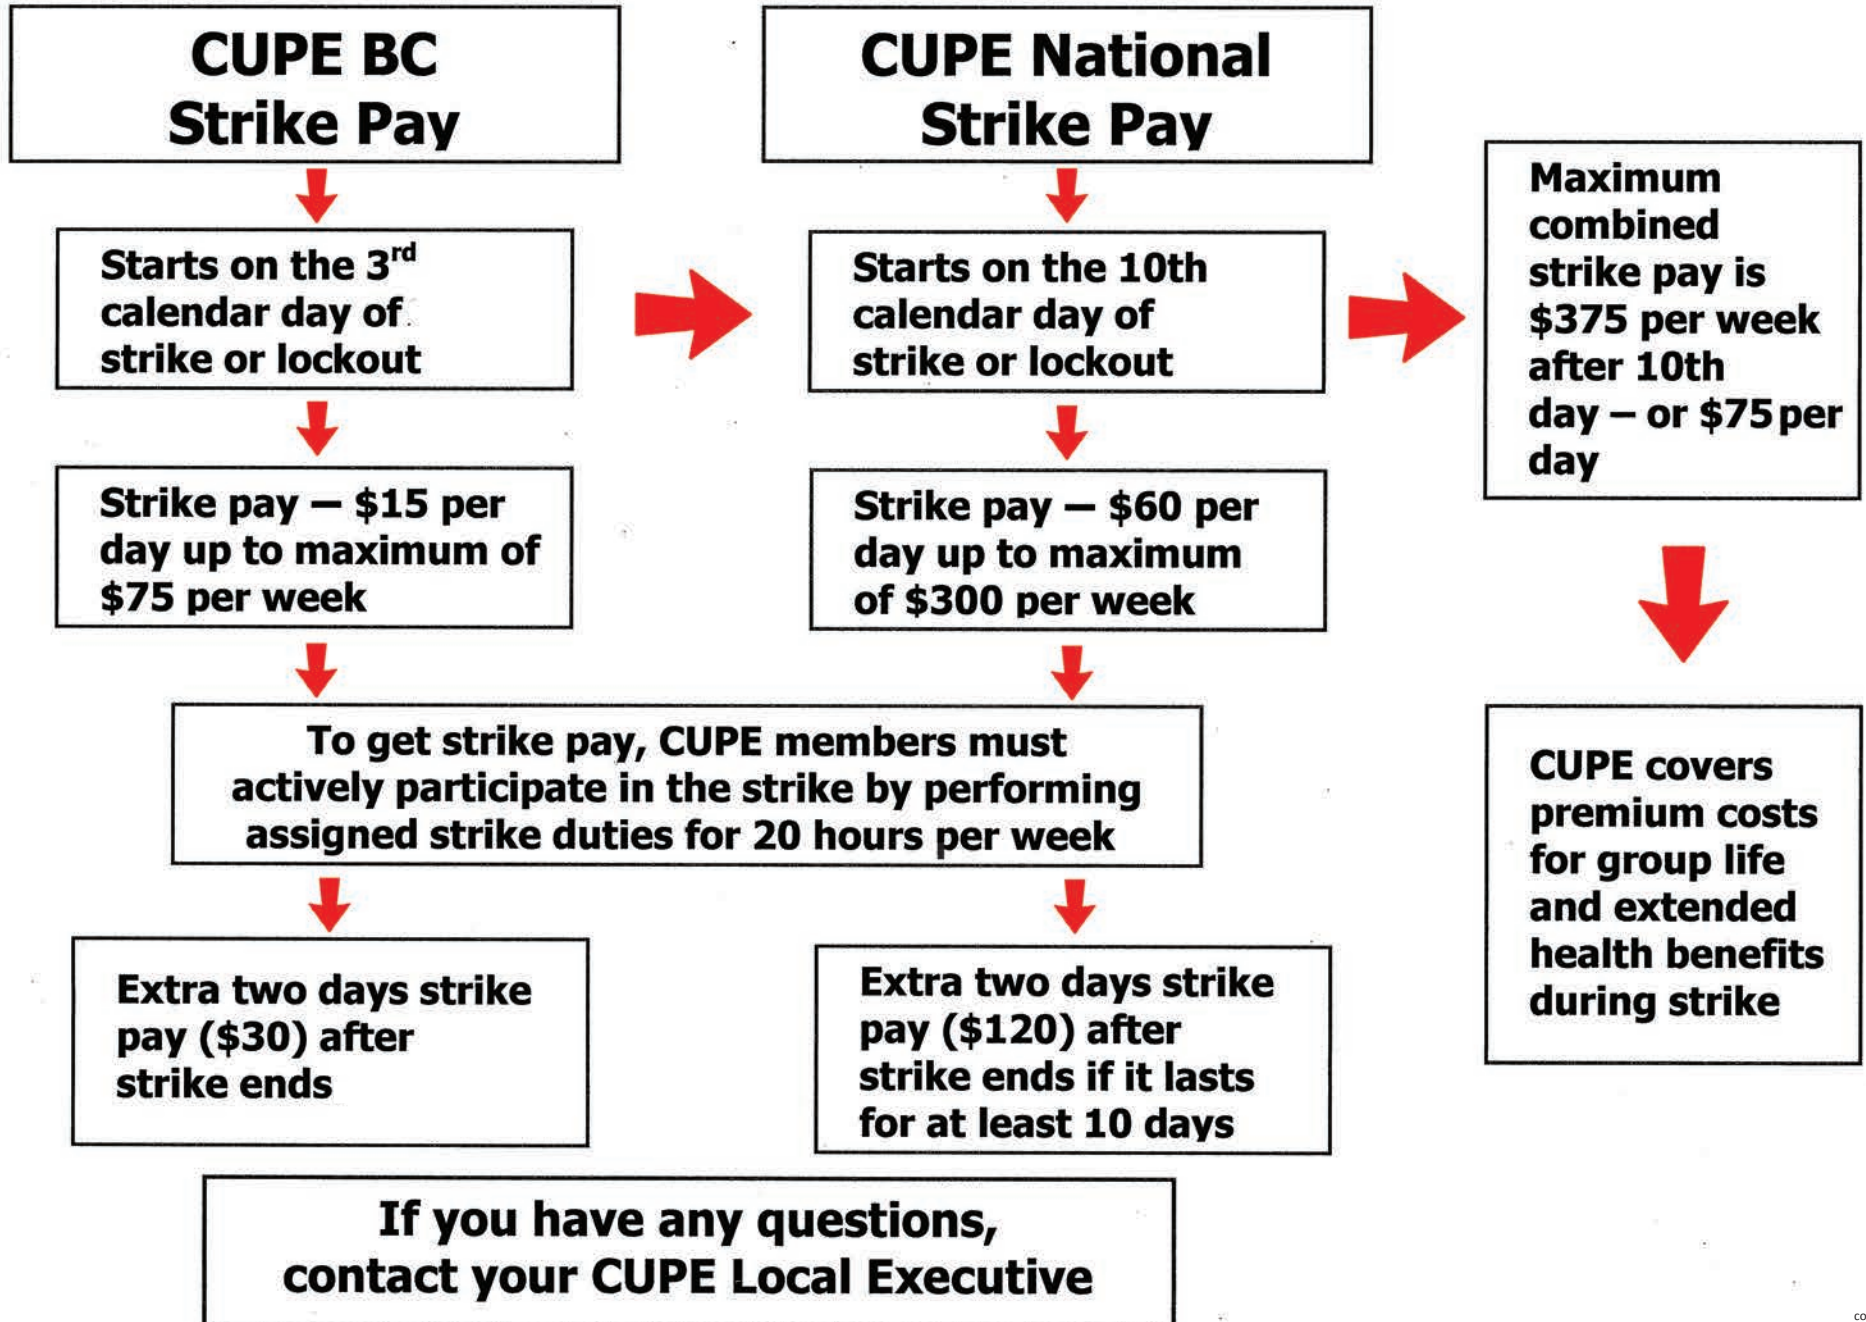 CUPE BC
Strike Pay
CUPE National
Strike Pay
Starts on the 3rd
calendar day of
strike or lockout
Starts on the 10th
calendar day of
strike or lockout
Maximum
combined
strike pay is
$375 per week
after 10th
day – or $75 per
day
Strike pay – $15 per
day up to maximum of
$75 per week
Strike pay – $60 per
day up to maximum
of $300 per week
To get strike pay, CUPE members must
actively participate in the strike by performing
assigned strike duties for 20 hours per week
CUPE covers
premium costs
for group life
and extended
health benefits
during strike
Extra two days strike
pay ($30) after
strike ends
Extra two days strike
pay ($120) after
strike ends if it lasts
for at least 10 days
If you have any questions,
contact your CUPE Local Executive
co